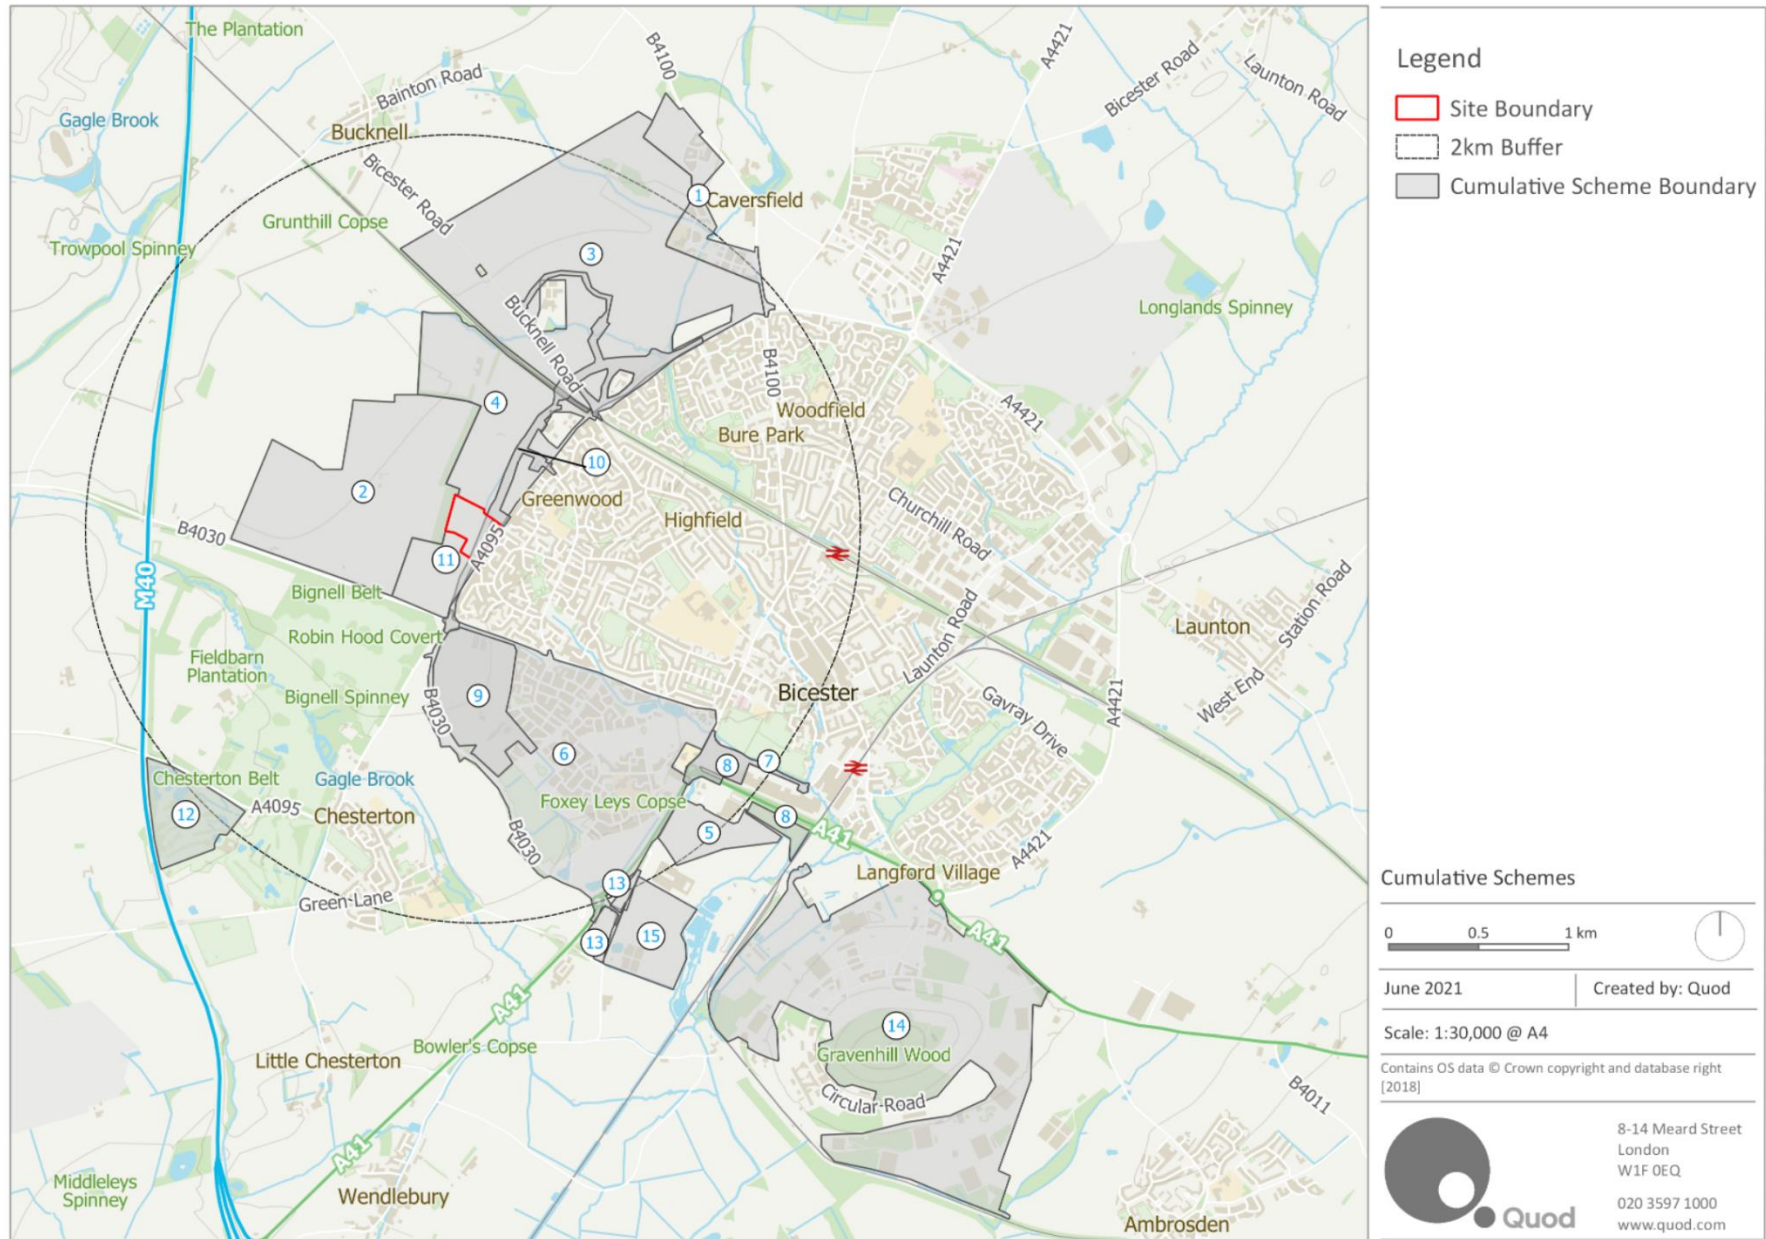 The Plantation
B4100
A4421
Bicester Road
Launton Road
Bainton Road
Gagle Brook
Bucknell
Bicester Road
1
Caversfield
Grunthill Copse
Trowpool Spinney
3
A4421
Longlands Spinney
Bucknell Road
B4100
4
Woodfield
A4421
Bure Park
10
2
Greenwood
Highfield
Churchill Road
B4030
A4095
11
M40
Bignell Belt
Robin Hood Covert
Launton
Station Road
Launton Road
Fieldbarn
Plantation
Bignell Spinney
9
B4030
Bicester
Gavray Drive
A4421
West End
6
8
7
Chesterton Belt
Gagle Brook
A4095
12
Chesterton
Foxey Leys Copse
8
5
A41
B4030
A4421
Langford Village
13
Green Lane
13
15
A41
A41
14
Gravenhill Wood
Bowler's Copse
Little Chesterton
Circular Road
B4011
A41
Middleleys
Spinney
Wendlebury
Ambrosden
Legend
Site Boundary
2km Buffer
Cumulative Scheme Boundary
Cumulative Schemes
0 0.5 1 km
June 2021
Created by: Quod
Scale: 1:30,000 @ A4
Contains OS data © Crown copyright and database right
[2018]
8-14 Meard Street
London
W1F 0EQ
020 3597 1000
www.quod.com
Quod